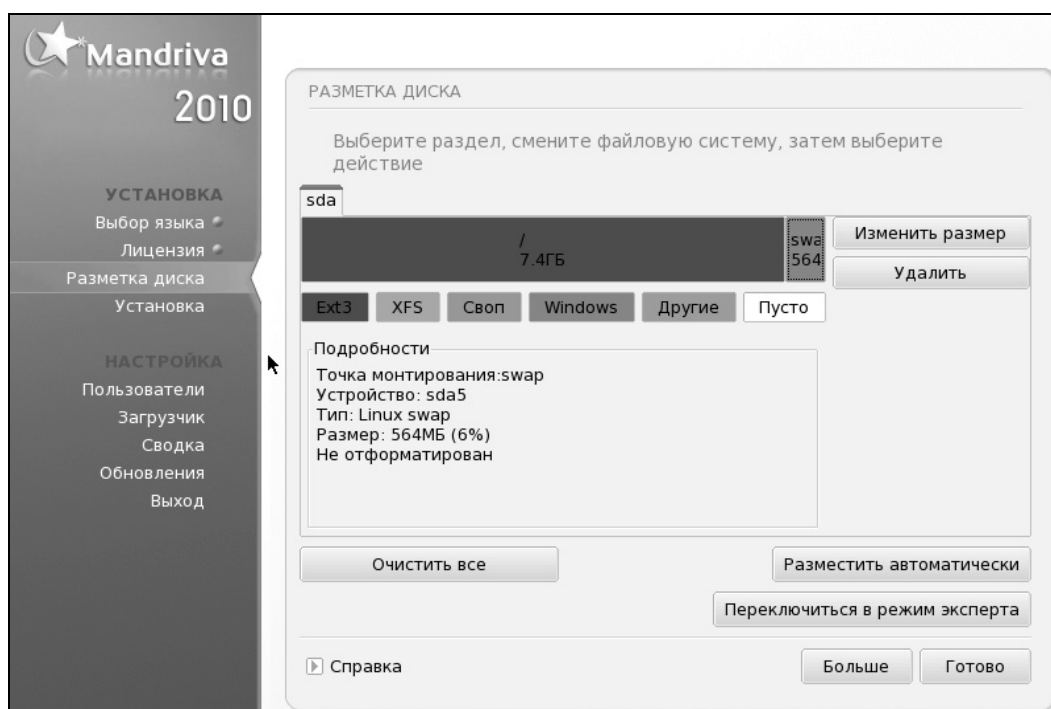 Mandriva
2010
УСТАНОВКА
Выбор языка
Лицензия
Разметка диска
Установка
НАСТРОЙКА
Пользователи
Загрузчик
Сводка
Обновления
Выход
РАЗМЕТКА ДИСКА
Выберите раздел, смените файловую систему, затем выберите
действие
sda
/
7.4ГБ
swa
564
Изменить размер
Удалить
Ext3 XFS Своп Windows Другие Пусто
Подробности
Точка монтирования:swap
Устройство: sda5
Тип: Linux swap
Размер: 564МБ (6%)
Не отформатирован
Очистить все
Разместить автоматически
Переключиться в режим эксперта
Справка
Больше
Готово